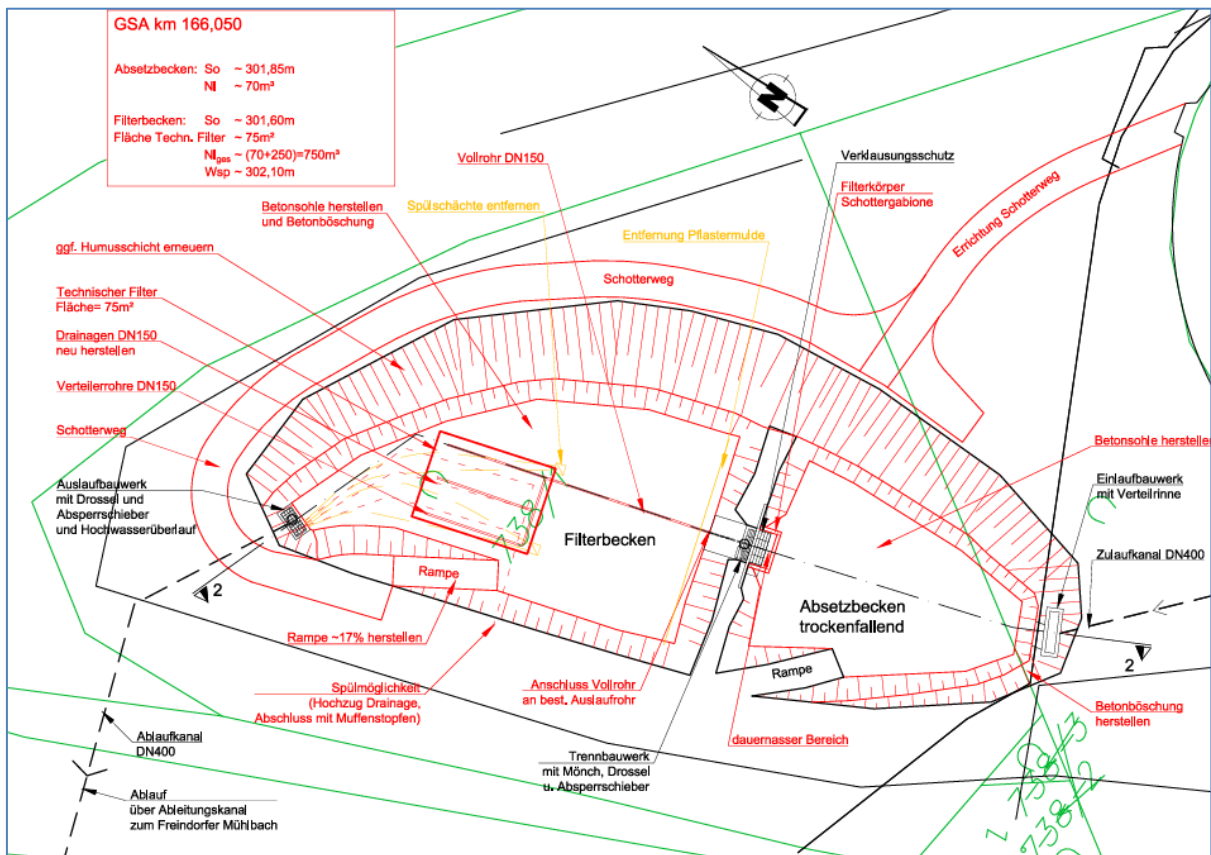 GSA km 166,050
Absetzbecken: So ~ 301,85m
NI ~ 70m³
Filterbecken: So ~ 301,60m
Fläche Techn. Filter ~ 75m²
NIges ~ (70+250)=750m³
Wsp ~ 302,10m
N
Vollrohr DN150
Verklausungsschutz
Filterkörper
Schottergabione
Betonsohle herstellen
und Betonböschung
Spülschächte entfernen
Entfernung Pflastermulde
Errichtung Schotterweg
ggf. Humusschicht erneuern
Schotterweg
Technischer Filter
Fläche= 75m²
Drainagen DN150
neu herstellen
Verteilerrohre DN150
Schotterweg
Betonsohle herstellen
Auslaufbauwerk
mit Drossel und
Absperrschieber
und Hochwasserüberlauf
Einlaufbauwerk
mit Verteilrinne
Filterbecken
Zulaufkanal DN400
Rampe
2
Absetzbecken
trockenfallend
Rampe ~17% herstellen
Rampe
2
Spülmöglichkeit
(Hochzug Drainage,
Abschluss mit Muffenstopfen)
Anschluss Vollrohr
an best. Auslaufrohr
Betonböschung
herstellen
dauernasser Bereich
Ablaufkanal
DN400
Trennbauwerk
mit Mönch, Drossel
u. Absperrschieber
738-3
738-2
Ablauf
über Ableitungskanal
zum Freindorfer Mühlbach